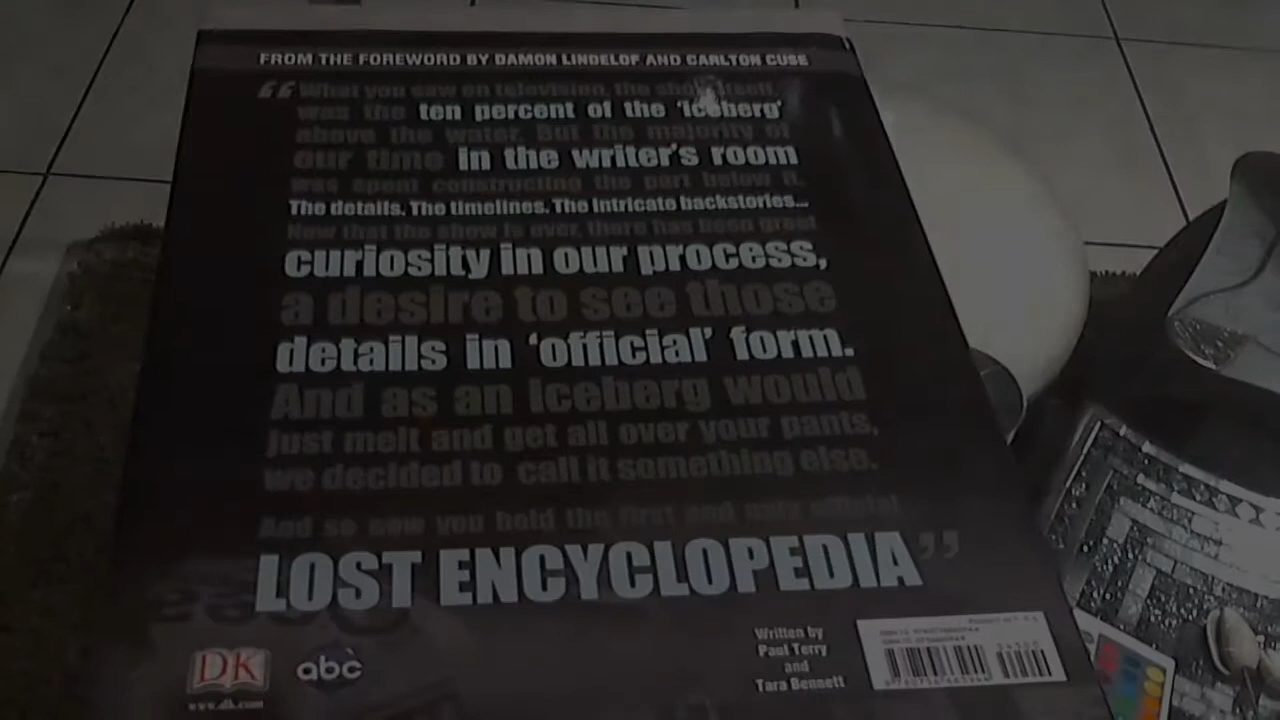 FROM THE FOREWORD BY DAMON LINDELOF AND CARLTON CUSE
“What you saw on television, the show itself,
was the ten percent of the ‘iceberg’
above the water. But the majority of
our time in the writer's room
was spent constructing the part below it.
The details. The timelines. The intricate backstories...
Now that the show is over, there has been great
curiosity in our process,
a desire to see those
details in ‘official’ form.
And as an iceberg would
just melt and get all over your pants,
we decided to call it something else.
And so now you hold the first and only official
LOST ENCYCLOPEDIA”
Written by
Paul Terry
and
Tara Bennett
DK
abc
www.dk.com